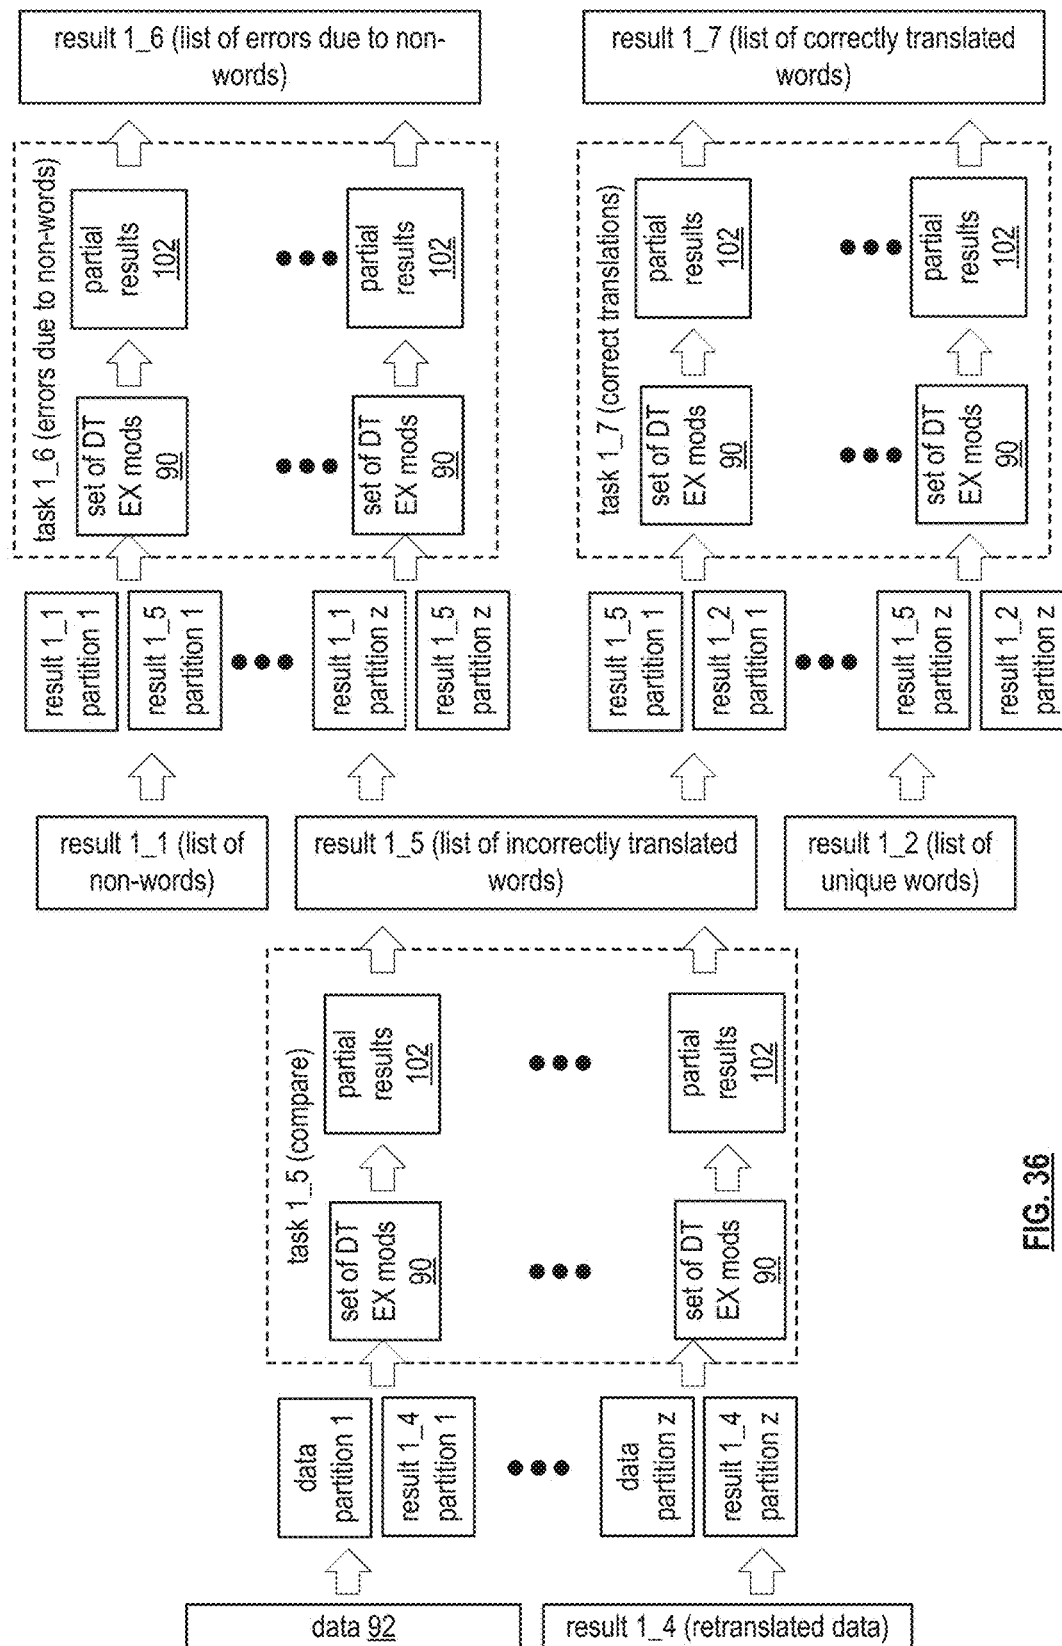 data 92
result 1_4 (retranslated data)
data
partition 1
result 1_4
partition 1
data
partition z
result 1_4
partition z
task 1_5 (compare)
set of DT
EX mods
90
partial
results
102
set of DT
EX mods
90
partial
results
102
result 1_1 (list of
non-words)
result 1_5 (list of incorrectly translated
words)
result 1_2 (list of
unique words)
result 1_1
partition 1
result 1_5
partition 1
result 1_1
partition z
result 1_5
partition z
task 1_6 (errors due to non-words)
set of DT
EX mods
90
partial
results
102
set of DT
EX mods
90
partial
results
102
result 1_6 (list of errors due to non-
words)
result 1_5
partition 1
result 1_2
partition 1
result 1_5
partition z
result 1_2
partition z
task 1_7 (correct translations)
set of DT
EX mods
90
partial
results
102
set of DT
EX mods
90
partial
results
102
result 1_7 (list of correctly translated
words)
FIG. 36